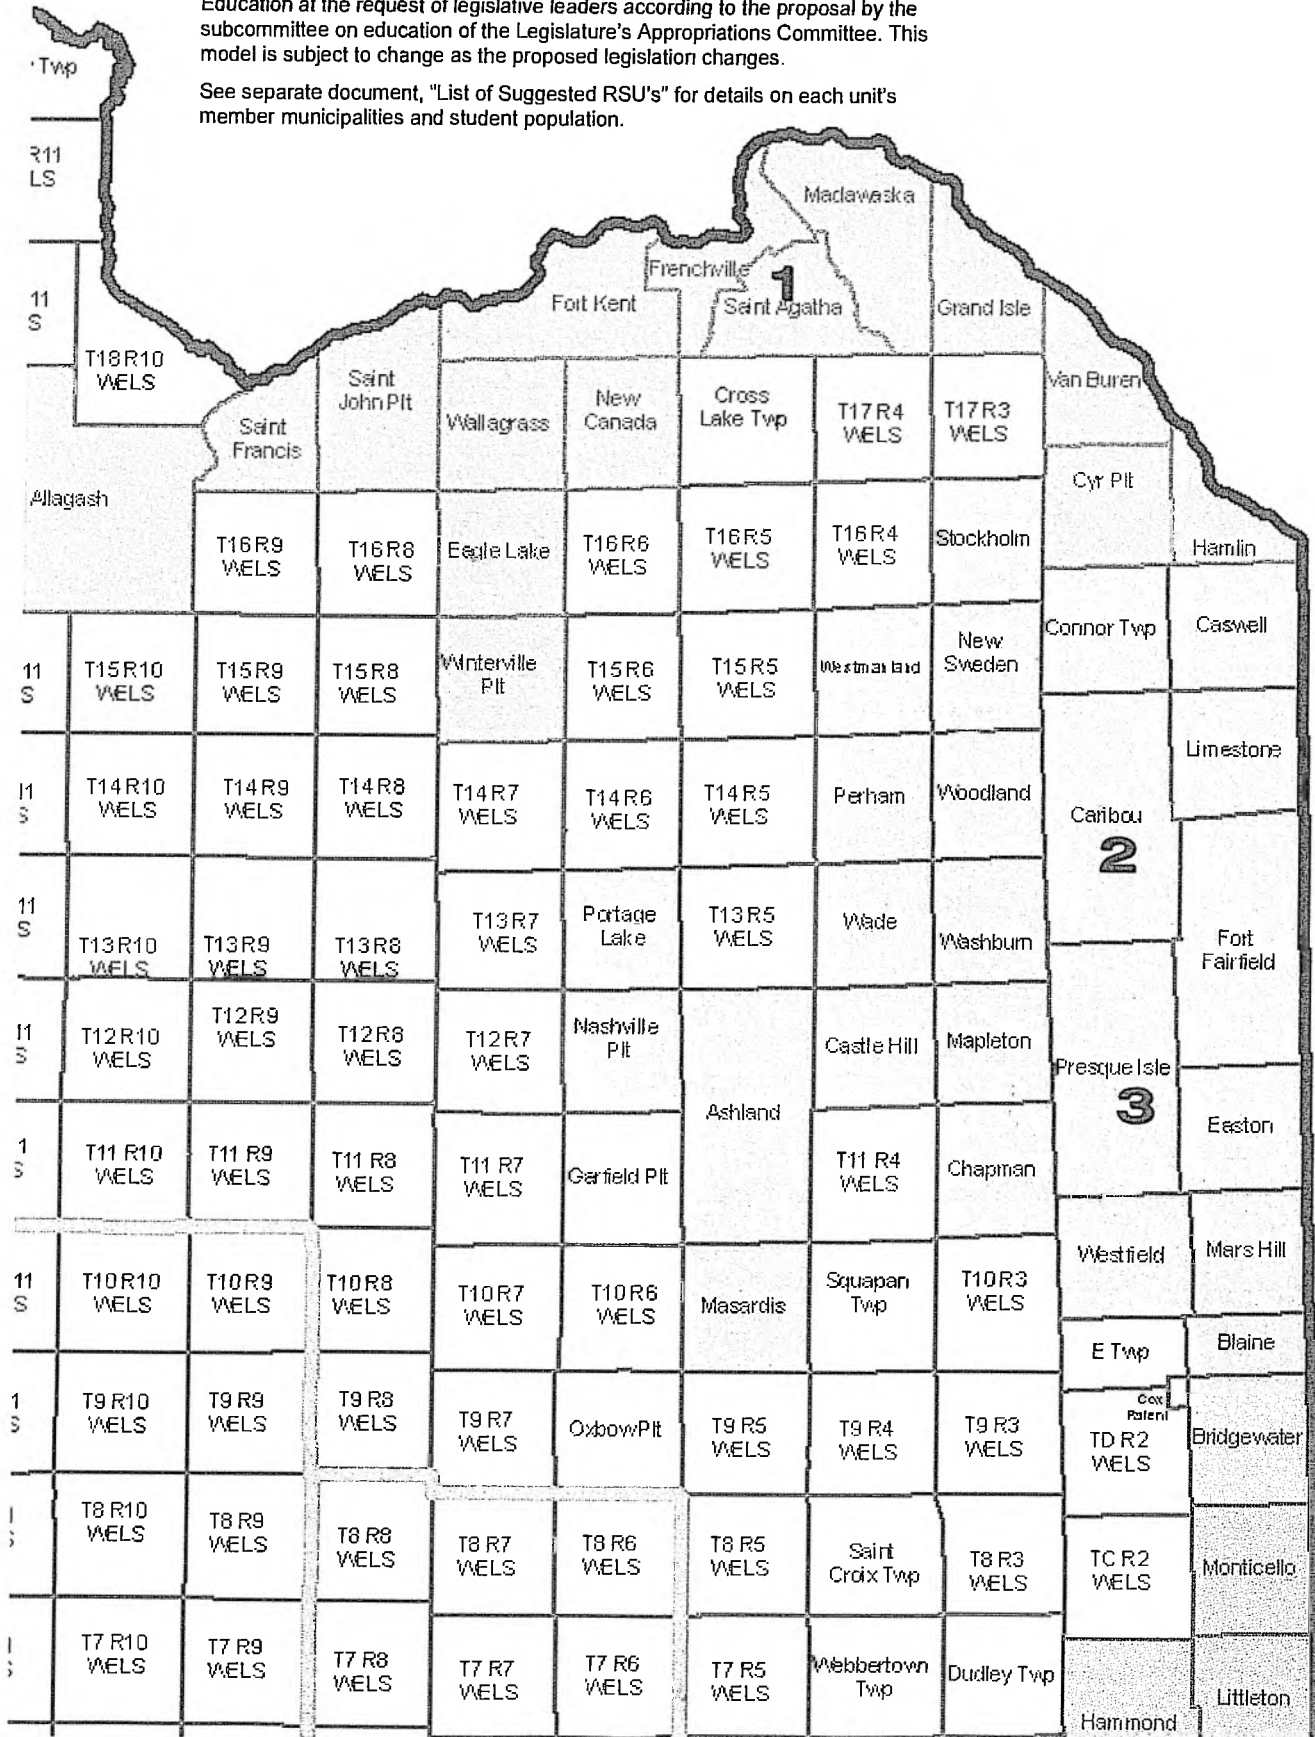 Education at the request of legislative leaders according to the proposal by the
subcommittee on education of the Legislature's Appropriations Committee. This
model is subject to change as the proposed legislation changes.
See separate document, "List of Suggested RSU's" for details on each unit's
member municipalities and student population.
Twp
R11
LS
Madawaska
Frenchville
1
11
S
Fort Kent
Saint Agatha
Grand Isle
T18 R10
WELS
Saint
John Plt
Van Buren
Saint
Francis
Wallagrass
New
Canada
Cross
Lake Twp
T17 R4
WELS
T17 R3
WELS
Allagash
Cyr Plt
T16 R9
WELS
T16 R8
WELS
Eagle Lake
T16 R6
WELS
T16 R5
WELS
T16 R4
WELS
Stockholm
Hamlin
Connor Twp
Caswell
11
S
T15 R10
WELS
T15 R9
WELS
T15 R8
WELS
Winterville
Plt
T15 R6
WELS
T15 R5
WELS
Westmanland
New
Sweden
Limestone
11
S
T14 R10
WELS
T14 R9
WELS
T14 R8
WELS
T14 R7
WELS
T14 R6
WELS
T14 R5
WELS
Perham
Woodland
Caribou
2
11
S
T13 R10
WELS
T13 R9
WELS
T13 R8
WELS
T13 R7
WELS
Portage
Lake
T13 R5
WELS
Wade
Washburn
Fort
Fairfield
11
S
T12 R10
WELS
T12 R9
WELS
T12 R8
WELS
T12 R7
WELS
Nashville
Plt
Castle Hill
Mapleton
Presque Isle
3
Ashland
Easton
1
S
T11 R10
WELS
T11 R9
WELS
T11 R8
WELS
T11 R7
WELS
Garfield Plt
T11 R4
WELS
Chapman
Westfield
Mars Hill
11
S
T10 R10
WELS
T10 R9
WELS
T10 R8
WELS
T10 R7
WELS
T10 R6
WELS
Masardis
Squapan
Twp
T10 R3
WELS
E Twp
Blaine
1
S
T9 R10
WELS
T9 R9
WELS
T9 R8
WELS
T9 R7
WELS
Oxbow Plt
T9 R5
WELS
T9 R4
WELS
T9 R3
WELS
Cox
Patent
TD R2
WELS
Bridgewater
T8 R10
WELS
T8 R9
WELS
T8 R8
WELS
T8 R7
WELS
T8 R6
WELS
T8 R5
WELS
Saint
Croix Twp
T8 R3
WELS
TC R2
WELS
Monticello
T7 R10
WELS
T7 R9
WELS
T7 R8
WELS
T7 R7
WELS
T7 R6
WELS
T7 R5
WELS
Webbertown
Twp
Dudley Twp
Hammond
Littleton